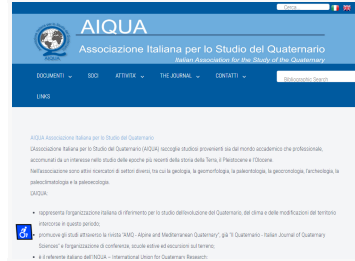 Cerca...
AIQUA
Associazione Italiana per lo Studio del Quaternario
Italian Association for the Study of the Quaternary
DOCUMENTI SOCI ATTIVITA' THE JOURNAL CONTATTI
Bibliographic Search
LINKS
AIQUA-Associazione Italiana per lo Studio del Quaternario
L'Associazione Italiana per lo Studio del Quaternario (AIQUA) raccoglie studiosi provenienti sia dal mondo accademico che professionale,
accomunati da un interesse nello studio delle epoche più recenti della storia della Terra, il Pleistocene e l'Olocene.
Nell'associazione sono attivi ricercatori di settori diversi, tra cui la geologia, la geomorfologia, la paleontologia, la geocronologia, l'archeologia, la
paleoclimatologia e la paleoecologia.
L'AIQUA:
rappresenta l'organizzazione italiana di riferimento per lo studio dell'evoluzione del Quaternario, del clima e delle modificazioni del territorio
intercorse in questo periodo;
promuove gli studi attraverso la rivista "AMQ - Alpine and Mediterranean Quaternary", già "Il Quaternario - Italian Journal of Quaternary
Sciences" e l'organizzazione di conferenze, scuole estive ed escursioni sul terreno;
è il referente italiano dell'INQUA – International Union for Quaternary Research.